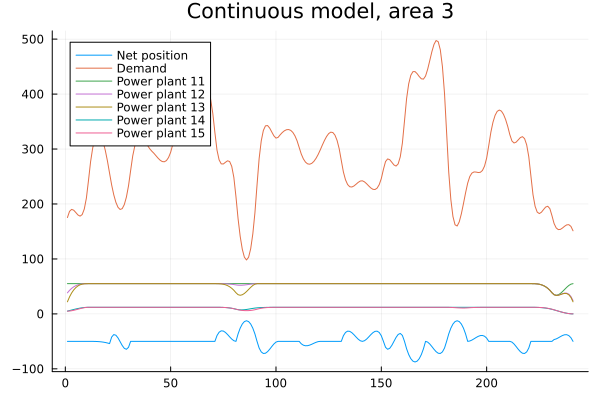 Continuous model, area 3
500
400
300
200
100
0
−100
Net position
Demand
Power plant 11
Power plant 12
Power plant 13
Power plant 14
Power plant 15
0
50
100
150
200